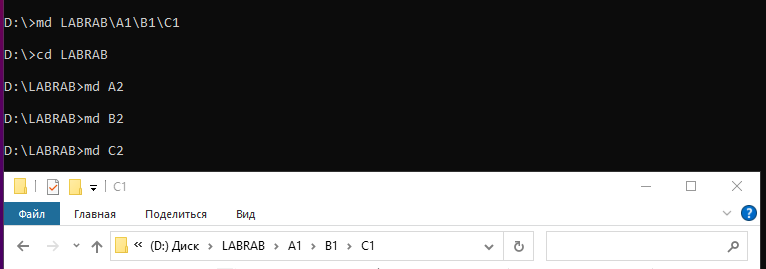 D:\>md LABRAB\A1\B1\C1
D:\>cd LABRAB
D:\LABRAB>md A2
D:\LABRAB>md B2
D:\LABRAB>md C2
C1
Файл Главная Поделиться Вид
« (D:) Диск > LABRAB > A1 > B1 > C1